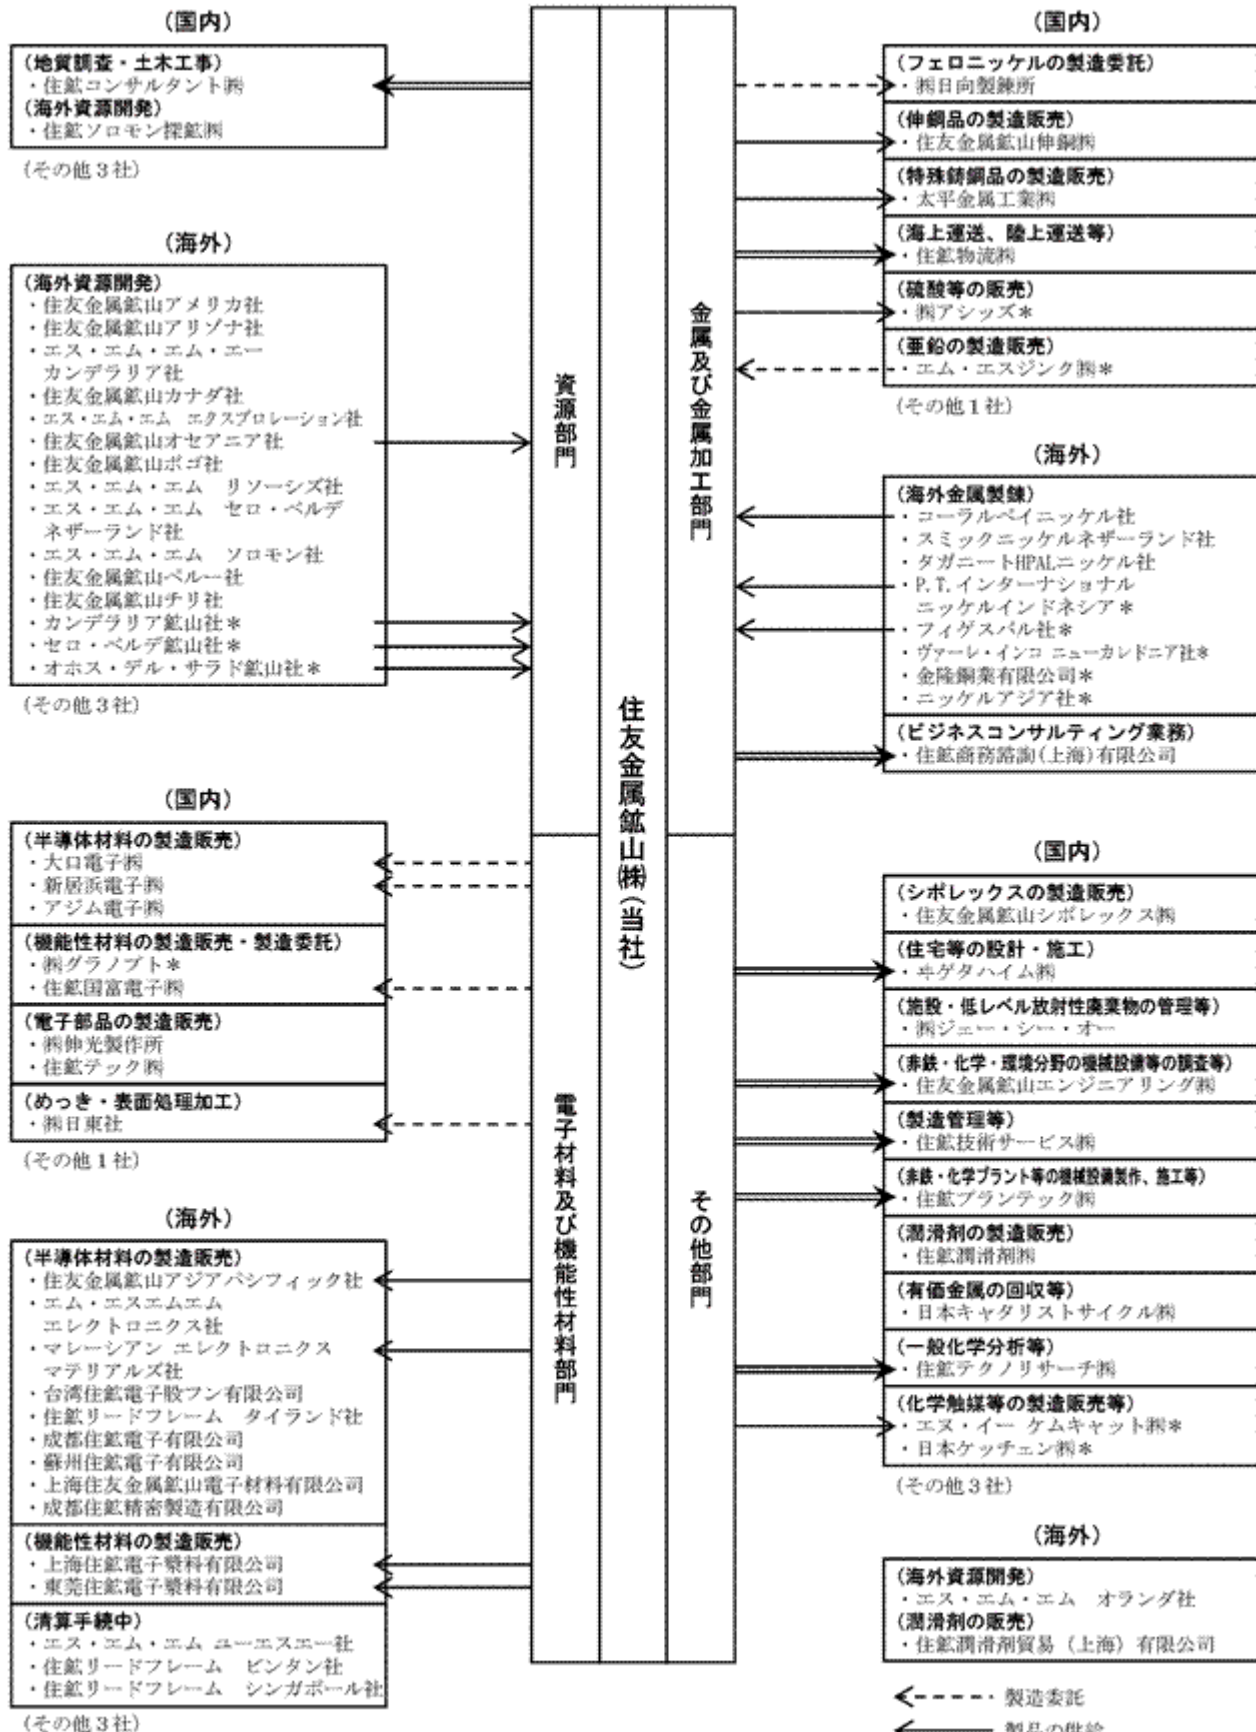 (国内)
(地質調査・土木工事)
・住鉱コンサルタント㈱
(海外資源開発)
・住鉱ソロモン探鉱㈱
(その他3社)
(海外)
(海外資源開発)
・住友金属鉱山アメリカ社
・住友金属鉱山アリゾナ社
・エス・エム・エム・エー
カンデラリア社
・住友金属鉱山カナダ社
・エス・エム・エム エクスプロレーション社
・住友金属鉱山オセアニア社
・住友金属鉱山ポゴ社
・エス・エム・エム リソーシズ社
・エス・エム・エム セロ・ベルデ
ネザーランド社
・エス・エム・エム ソロモン社
・住友金属鉱山ペルー社
・住友金属鉱山チリ社
・カンデラリア鉱山社*
・セロ・ベルデ鉱山社*
・オホス・デル・サラド鉱山社*
(その他3社)
(国内)
(半導体材料の製造販売)
・大口電子㈱
・新居浜電子㈱
・アジム電子㈱
(機能性材料の製造販売・製造委託)
・㈱グラノプト*
・住鉱国富電子㈱
(電子部品の製造販売)
・㈱伸光製作所
・住鉱テック㈱
(めっき・表面処理加工)
・㈱日東社
(その他1社)
(海外)
(半導体材料の製造販売)
・住友金属鉱山アジアパシフィック社
・エム・エスエムエム
エレクトロニクス社
・マレーシアン エレクトロニクス
マテリアルズ社
・台湾住鉱電子股フン有限公司
・住鉱リードフレーム タイランド社
・成都住鉱電子有限公司
・蘇州住鉱電子有限公司
・上海住友金属鉱山電子材料有限公司
・成都住鉱精密製造有限公司
(機能性材料の製造販売)
・上海住鉱電子漿料有限公司
・東莞住鉱電子漿料有限公司
(清算手続中)
・エス・エム・エム ユーエスエー社
・住鉱リードフレーム ビンタン社
・住鉱リードフレーム シンガポール社
(その他3社)
資源部門
電子材料及び機能性材料部門
住友金属鉱山㈱(当社)
金属及び金属加工部門
その他部門
(国内)
(フェロニッケルの製造委託)
・㈱日向製錬所
(伸銅品の製造販売)
・住友金属鉱山伸銅㈱
(特殊鋳鋼品の製造販売)
・太平金属工業㈱
(海上運送、陸上運送等)
・住鉱物流㈱
(硫酸等の販売)
・㈱アシッズ*
(亜鉛の製造販売)
・エム・エスジンク㈱*
(その他1社)
(海外)
(海外金属製錬)
・コーラルベイニッケル社
・スミックニッケルネザーランド社
・タガニートHPALニッケル社
・P.T.インターナショナル
ニッケルインドネシア*
・フィゲスバル社*
・ヴァーレ・インコ ニューカレドニア社*
・金隆銅業有限公司*
・ニッケルアジア社*
(ビジネスコンサルティング業務)
・住鉱商務諮詢(上海)有限公司
(国内)
(シポレックスの製造販売)
・住友金属鉱山シポレックス㈱
(住宅等の設計・施工)
・ヰゲタハイム㈱
(施設・低レベル放射性廃棄物の管理等)
・㈱ジェー・シー・オー
(非鉄・化学・環境分野の機械設備等の調査等)
・住友金属鉱山エンジニアリング㈱
(製造管理等)
・住鉱技術サービス㈱
(非鉄・化学プラント等の機械設備製作、施工等)
・住鉱プランテック㈱
(潤滑剤の製造販売)
・住鉱潤滑剤㈱
(有価金属の回収等)
・日本キャタリストサイクル㈱
(一般化学分析等)
・住鉱テクノリサーチ㈱
(化学触媒等の製造販売等)
・エヌ・イー ケムキャット㈱*
・日本ケッチェン㈱*
(その他3社)
(海外)
(海外資源開発)
・エス・エム・エム オランダ社
(潤滑剤の販売)
・住鉱潤滑剤貿易(上海)有限公司
製造委託
製品の供給